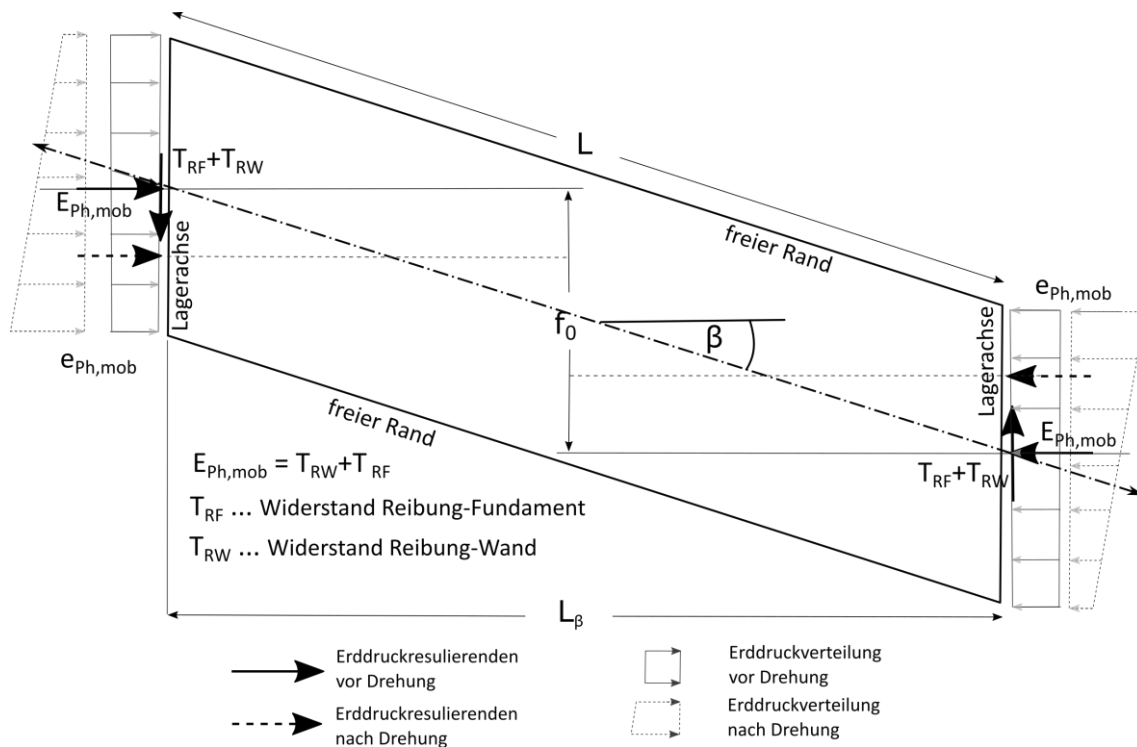 L
T_RF+T_RW
E_Ph,mob
Lagerachse
freier Rand
e_Ph,mob
f_0
β
e_Ph,mob
Lagerachse
freier Rand
E_Ph,mob
T_RF+T_RW
E_Ph,mob = T_RW+T_RF
T_RF ... Widerstand Reibung-Fundament
T_RW ... Widerstand Reibung-Wand
L_β
Erddruckresulierenden
vor Drehung
Erddruckverteilung
vor Drehung
Erddruckresulierenden
nach Drehung
Erddruckverteilung
nach Drehung